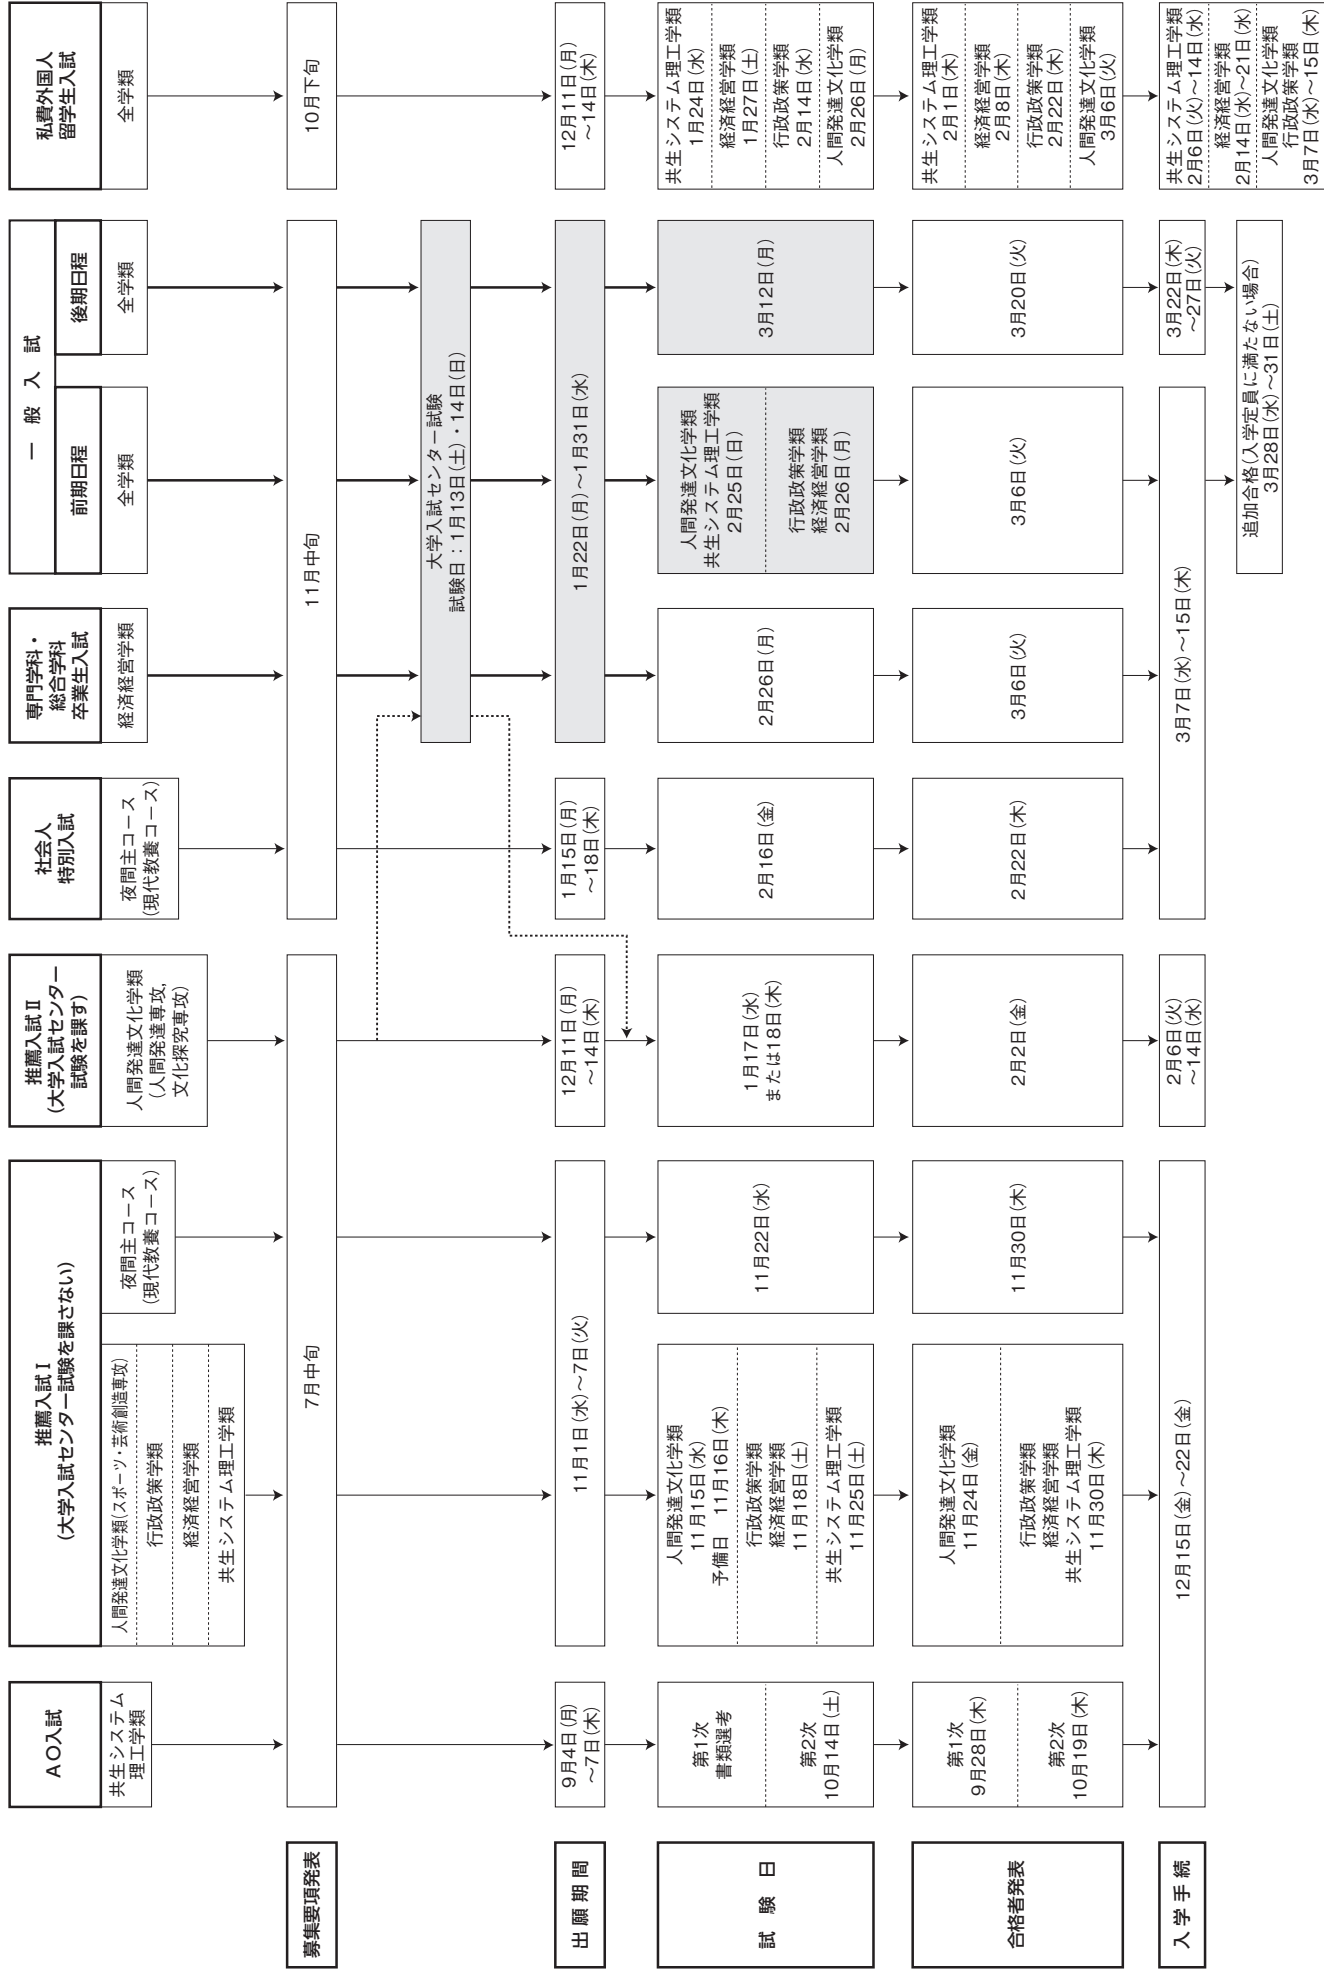 AO入試
共生システム
理工学類
推薦入試Ⅰ
(大学入試センター試験を課さない)
人間発達文化学類(スポーツ・芸術創造専攻)
行政政策学類
経済経営学類
共生システム理工学類
夜間主コース
(現代教養コース)
推薦入試Ⅱ
(大学入試センター
試験を課す)
人間発達文化学類
(人間発達専攻,
文化探究専攻)
社会人
特別入試
夜間主コース
(現代教養コース)
専門学科・
総合学科
卒業生入試
経済経営学類
一般入試
前期日程
全学類
後期日程
全学類
私費外国人
留学生入試
全学類
募集要項発表
7月中旬
11月中旬
10月下旬
大学入試センター試験
試験日：1月13日(土)・14日(日)
出願期間
9月4日(月)
～7日(木)
11月1日(水)～7日(火)
12月11日(月)
～14日(木)
1月15日(月)
～18日(木)
1月22日(月)～1月31日(水)
12月11日(月)
～14日(木)
試験日
第1次
書類選考
第2次
10月14日(土)
人間発達文化学類
11月15日(水)
予備日 11月16日(木)
行政政策学類
経済経営学類
11月18日(土)
共生システム理工学類
11月25日(土)
11月22日(水)
1月17日(水)
または18日(木)
2月16日(金)
2月26日(月)
人間発達文化学類
共生システム理工学類
2月25日(日)
行政政策学類
経済経営学類
2月26日(月)
3月12日(月)
共生システム理工学類
1月24日(水)
経済経営学類
1月27日(土)
行政政策学類
2月14日(水)
人間発達文化学類
2月26日(月)
合格者発表
第1次
9月28日(木)
第2次
10月19日(木)
人間発達文化学類
11月24日(金)
行政政策学類
経済経営学類
共生システム理工学類
11月30日(木)
11月30日(木)
2月2日(金)
2月22日(木)
3月6日(火)
3月6日(火)
3月20日(火)
共生システム理工学類
2月1日(木)
経済経営学類
2月8日(木)
行政政策学類
2月22日(木)
人間発達文化学類
3月6日(火)
入学手続
12月15日(金)～22日(金)
2月6日(火)
～14日(水)
3月7日(水)～15日(木)
3月22日(木)
～27日(火)
共生システム理工学類
2月6日(火)～14日(水)
経済経営学類
2月14日(水)～21日(水)
人間発達文化学類
行政政策学類
3月7日(水)～15日(木)
追加合格(入学定員に満たない場合)
3月28日(水)～31日(土)